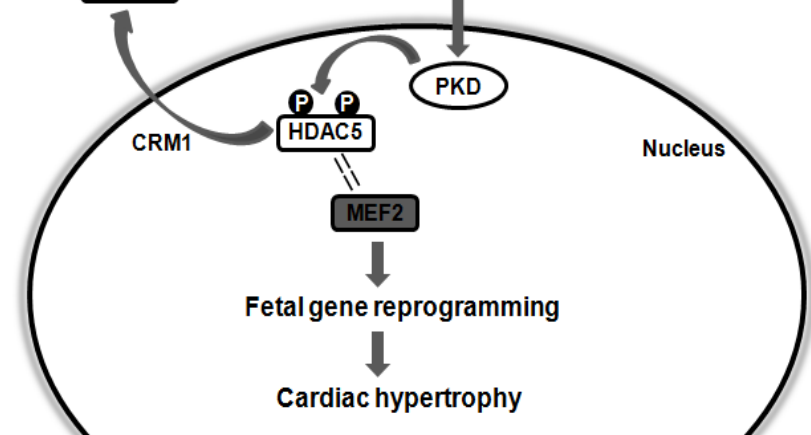 PKD
P P
HDAC5
CRM1
Nucleus
MEF2
Fetal gene reprogramming
Cardiac hypertrophy